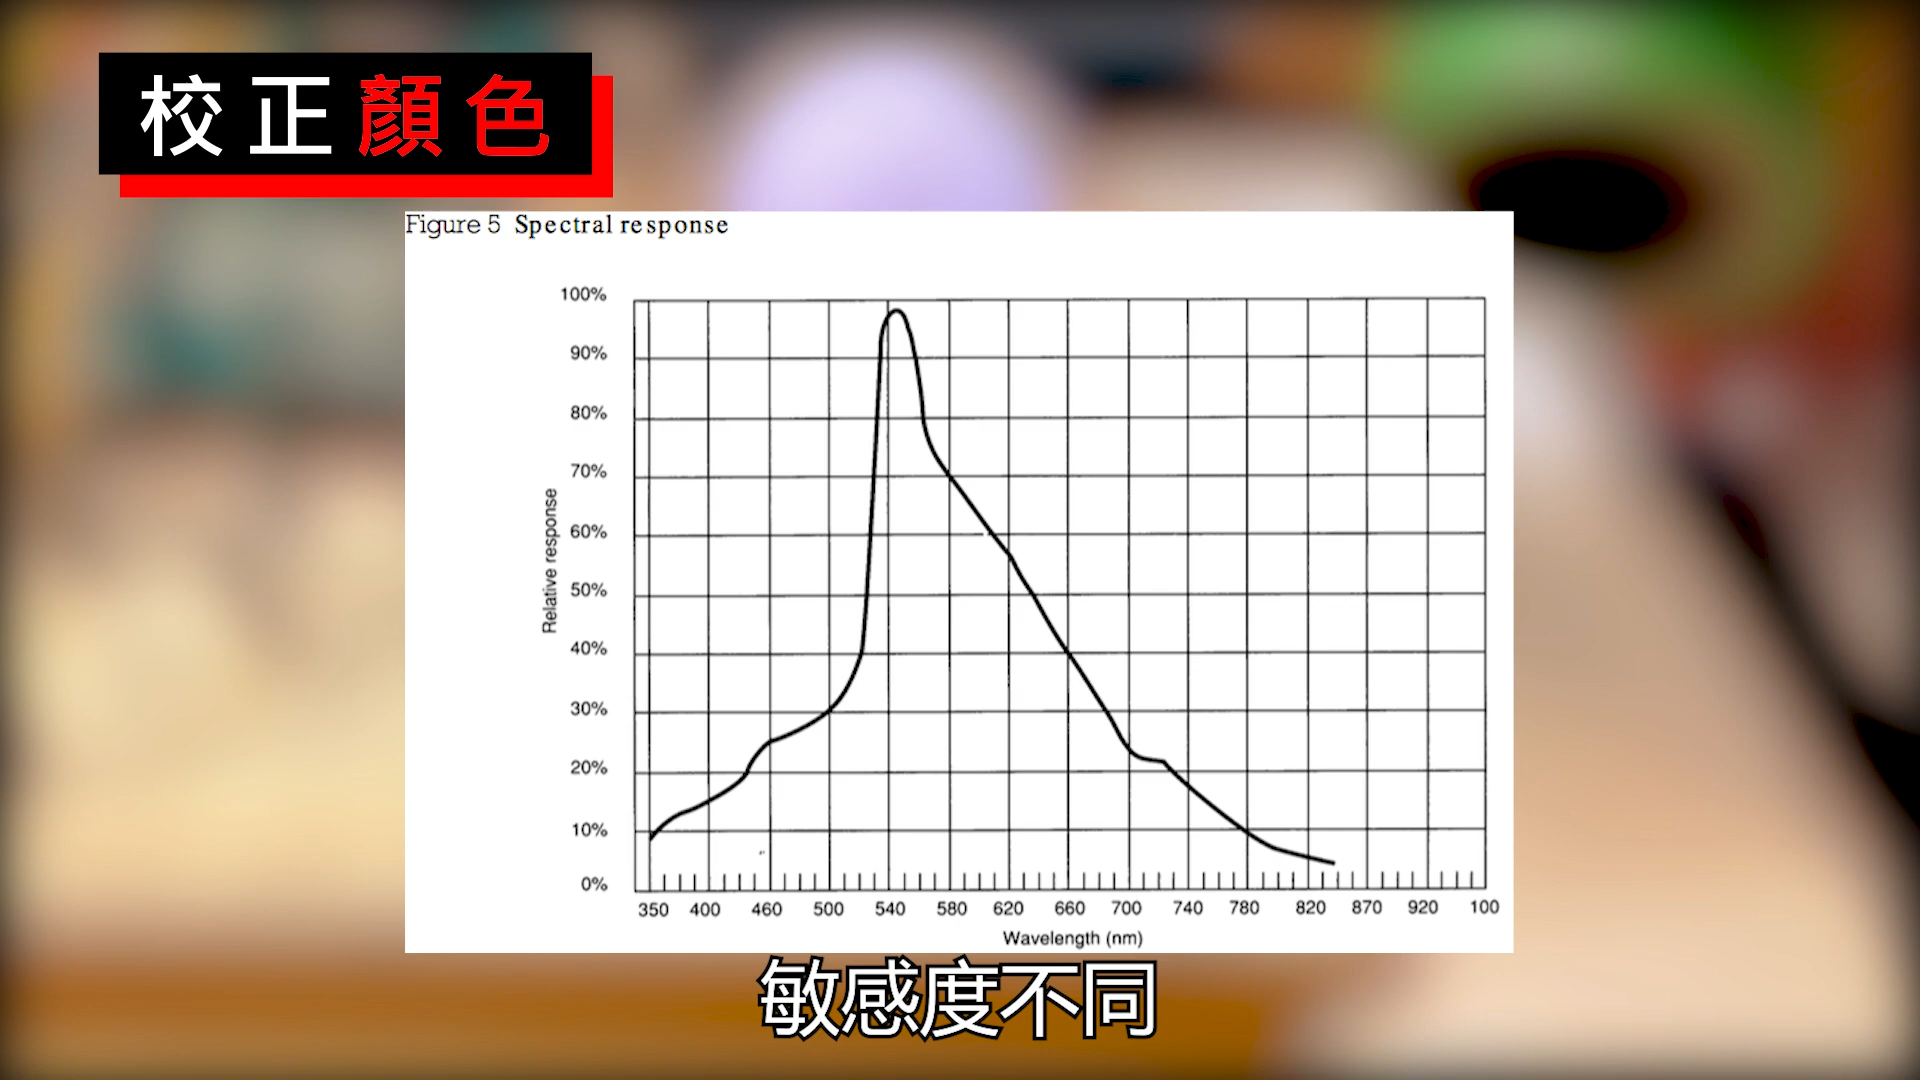 校正顏色
Figure 5 Spectral response
100%
90%
80%
70%
60%
50%
40%
30%
20%
10%
0%
Relative response
350 400 460 500 540 580 620 660 700 740 780 820 870 920 100
Wavelength (nm)
敏感度不同